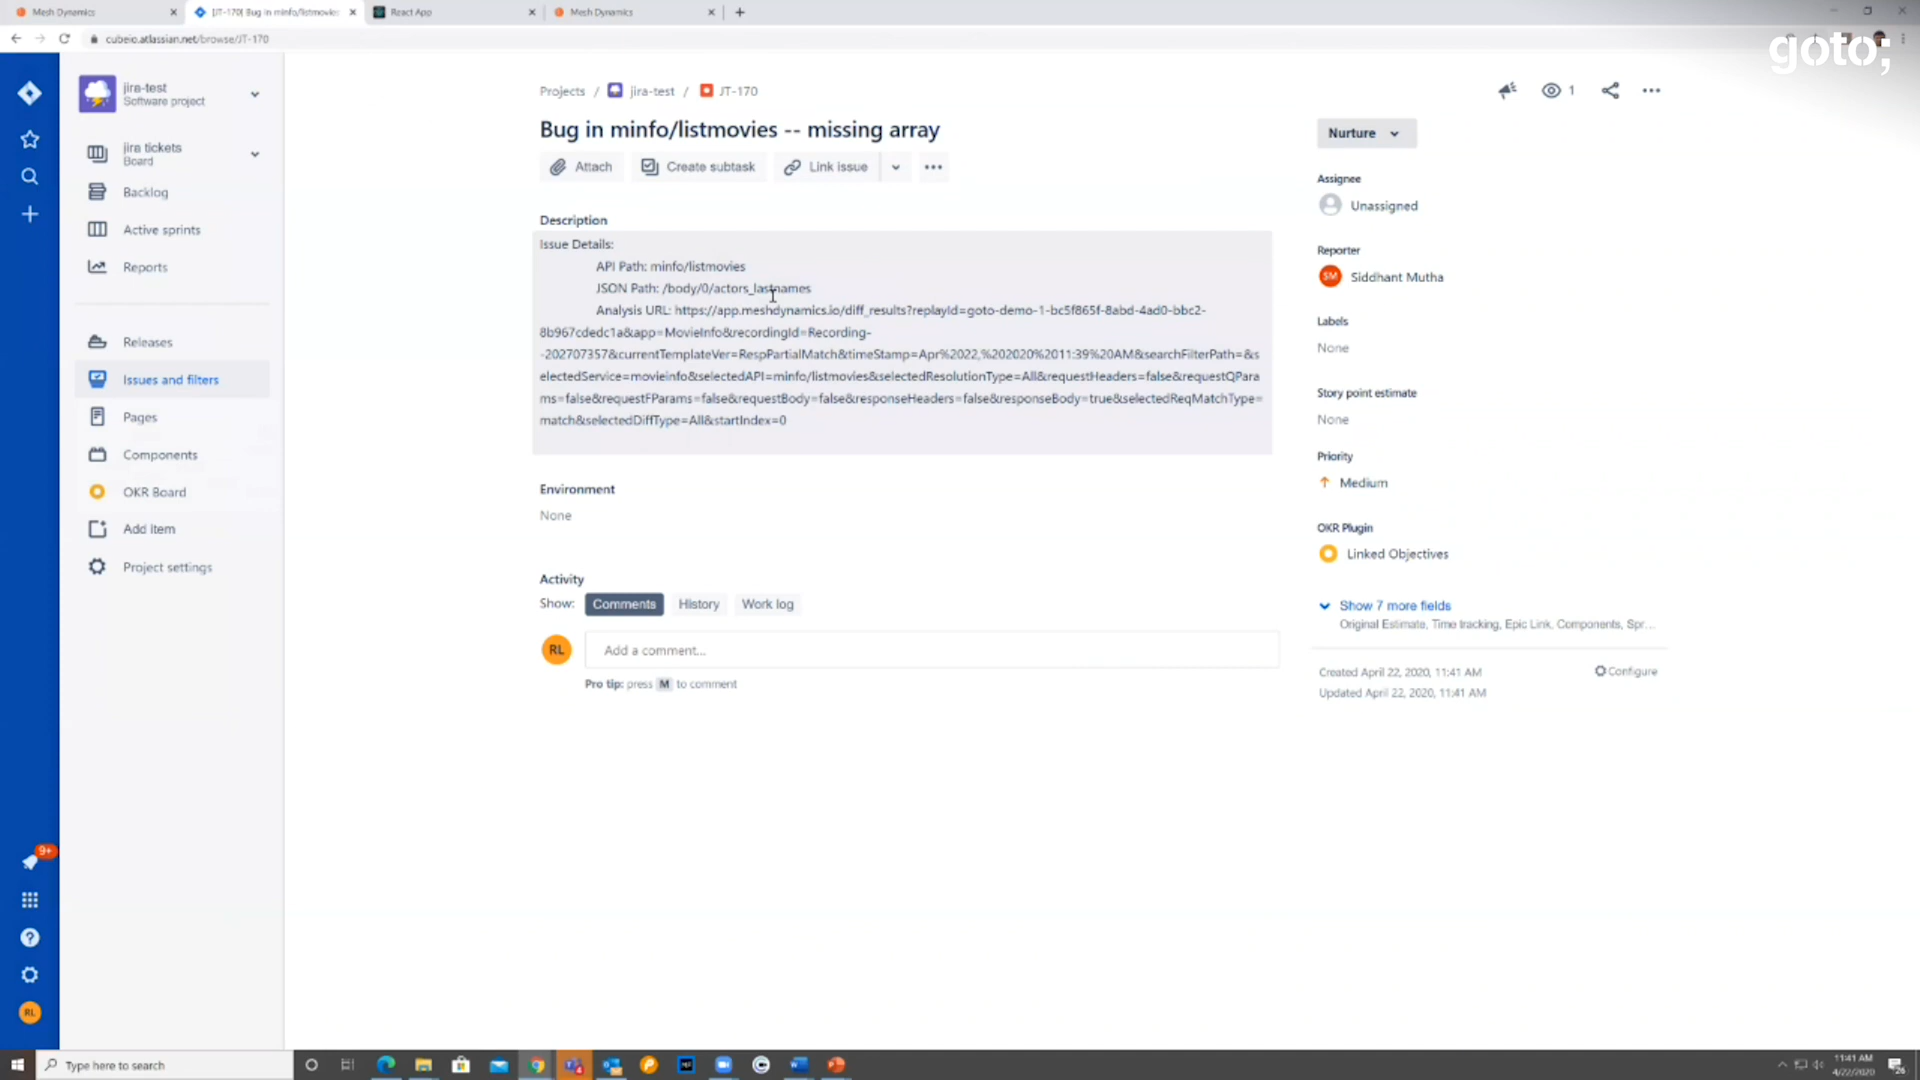 Mesh Dynamics
[JT-170] Bug in minfo/listmovies
React App
Mesh Dynamics
cubeio.atlassian.net/browse/JT-170
goto;
jira-test
Software project
jira tickets
Board
Backlog
Active sprints
Reports
Releases
Issues and filters
Pages
Components
OKR Board
Add item
Project settings
9+
RL
Projects / jira-test / JT-170
1
Bug in minfo/listmovies -- missing array
Attach
Create subtask
Link issue
Description
Issue Details:
API Path: minfo/listmovies
JSON Path: /body/0/actors_lastnames
Analysis URL: https://app.meshdynamics.io/diff_results?replayId=goto-demo-1-bc5f865f-8abd-4ad0-bbc2-
8b967cdedc1a&app=MovieInfo&recordingId=Recording-
-202707357&currentTemplateVer=RespPartialMatch&timeStamp=Apr%2022,%202020%2011:39%20AM&searchFilterPath=&s
electedService=movieinfo&selectedAPI=minfo/listmovies&selectedResolutionType=All&requestHeaders=false&requestQPara
ms=false&requestFParams=false&requestBody=false&responseHeaders=false&responseBody=true&selectedReqMatchType=
match&selectedDiffType=All&startIndex=0
Environment
None
Activity
Show: Comments History Work log
RL
Add a comment...
Pro tip: press M to comment
Nurture
Assignee
Unassigned
Reporter
SM Siddhant Mutha
Labels
None
Story point estimate
None
Priority
Medium
OKR Plugin
Linked Objectives
Show 7 more fields
Original Estimate, Time tracking, Epic Link, Components, Spr...
Created April 22, 2020, 11:41 AM
Configure
Updated April 22, 2020, 11:41 AM
Type here to search
11:41 AM
4/22/2020